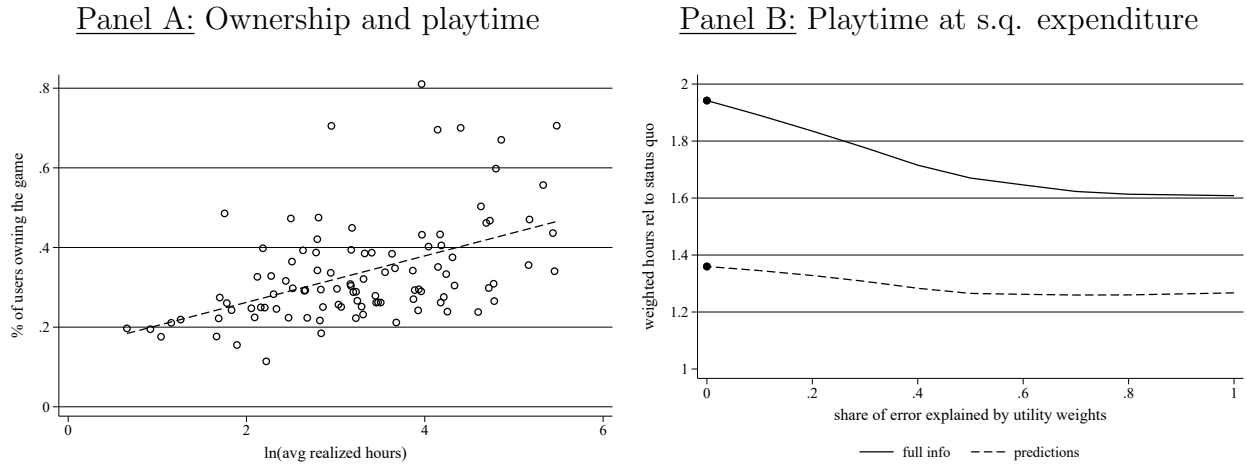 Panel A: Ownership and playtime
% of users owning the game
.8
.6
.4
.2
0
0 2 4 6
ln(avg realized hours)
Panel B: Playtime at s.q. expenditure
weighted hours rel to status quo
2
1.8
1.6
1.4
1.2
1
0 .2 .4 .6 .8 1
share of error explained by utility weights
full info predictions